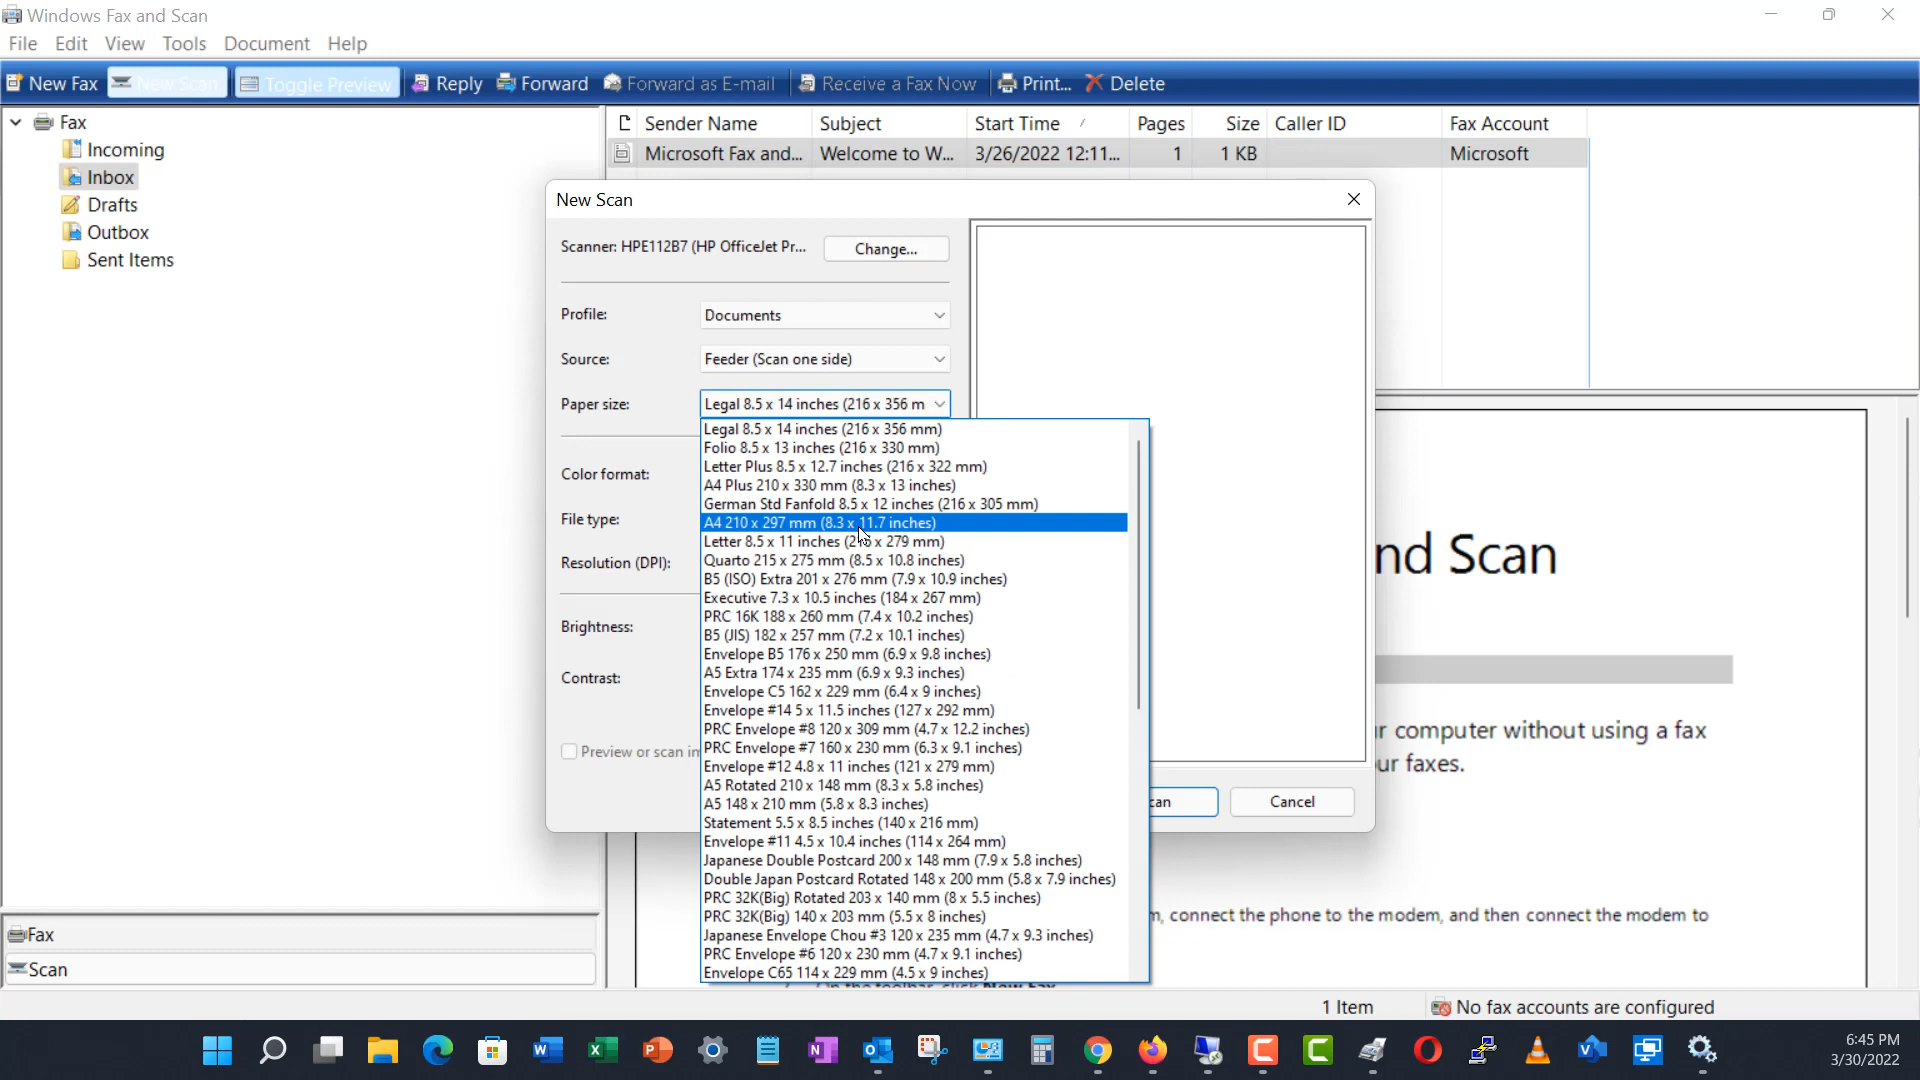 Windows Fax and Scan
File Edit View Tools Document Help
New Fax New Scan Toggle Preview Reply Forward Forward as E-mail Receive a Fax Now Print... Delete
Fax
Incoming
Inbox
Drafts
Outbox
Sent Items
Sender Name Subject Start Time Pages Size Caller ID Fax Account
Microsoft Fax and... Welcome to W... 3/26/2022 12:11... 1 1 KB Microsoft
New Scan
Scanner: HPE112B7 (HP OfficeJet Pr... Change...
Profile: Documents
Source: Feeder (Scan one side)
Paper size: Legal 8.5 x 14 inches (216 x 356 m
Legal 8.5 x 14 inches (216 x 356 mm)
Folio 8.5 x 13 inches (216 x 330 mm)
Letter Plus 8.5 x 12.7 inches (216 x 322 mm)
A4 Plus 210 x 330 mm (8.3 x 13 inches)
German Std Fanfold 8.5 x 12 inches (216 x 305 mm)
A4 210 x 297 mm (8.3 x 11.7 inches)
Letter 8.5 x 11 inches (216 x 279 mm)
Quarto 215 x 275 mm (8.5 x 10.8 inches)
B5 (ISO) Extra 201 x 276 mm (7.9 x 10.9 inches)
Executive 7.3 x 10.5 inches (184 x 267 mm)
PRC 16K 188 x 260 mm (7.4 x 10.2 inches)
B5 (JIS) 182 x 257 mm (7.2 x 10.1 inches)
Envelope B5 176 x 250 mm (6.9 x 9.8 inches)
A5 Extra 174 x 235 mm (6.9 x 9.3 inches)
Envelope C5 162 x 229 mm (6.4 x 9 inches)
Envelope #14 5 x 11.5 inches (127 x 292 mm)
PRC Envelope #8 120 x 309 mm (4.7 x 12.2 inches)
PRC Envelope #7 160 x 230 mm (6.3 x 9.1 inches)
Envelope #12 4.8 x 11 inches (121 x 279 mm)
A5 Rotated 210 x 148 mm (8.3 x 5.8 inches)
A5 148 x 210 mm (5.8 x 8.3 inches)
Statement 5.5 x 8.5 inches (140 x 216 mm)
Envelope #11 4.5 x 10.4 inches (114 x 264 mm)
Japanese Double Postcard 200 x 148 mm (7.9 x 5.8 inches)
Double Japan Postcard Rotated 148 x 200 mm (5.8 x 7.9 inches)
PRC 32K(Big) Rotated 203 x 140 mm (8 x 5.5 inches)
PRC 32K(Big) 140 x 203 mm (5.5 x 8 inches)
Japanese Envelope Chou #3 120 x 235 mm (4.7 x 9.3 inches)
PRC Envelope #6 120 x 230 mm (4.7 x 9.1 inches)
Envelope C65 114 x 229 mm (4.5 x 9 inches)
Color format:
File type:
Resolution (DPI):
Brightness:
Contrast:
Preview or scan im
can Cancel
nd Scan
r computer without using a fax
ur faxes.
m, connect the phone to the modem, and then connect the modem to
On the toolbar, click New Fax
Fax
Scan
1 Item No fax accounts are configured
6:45 PM
3/30/2022